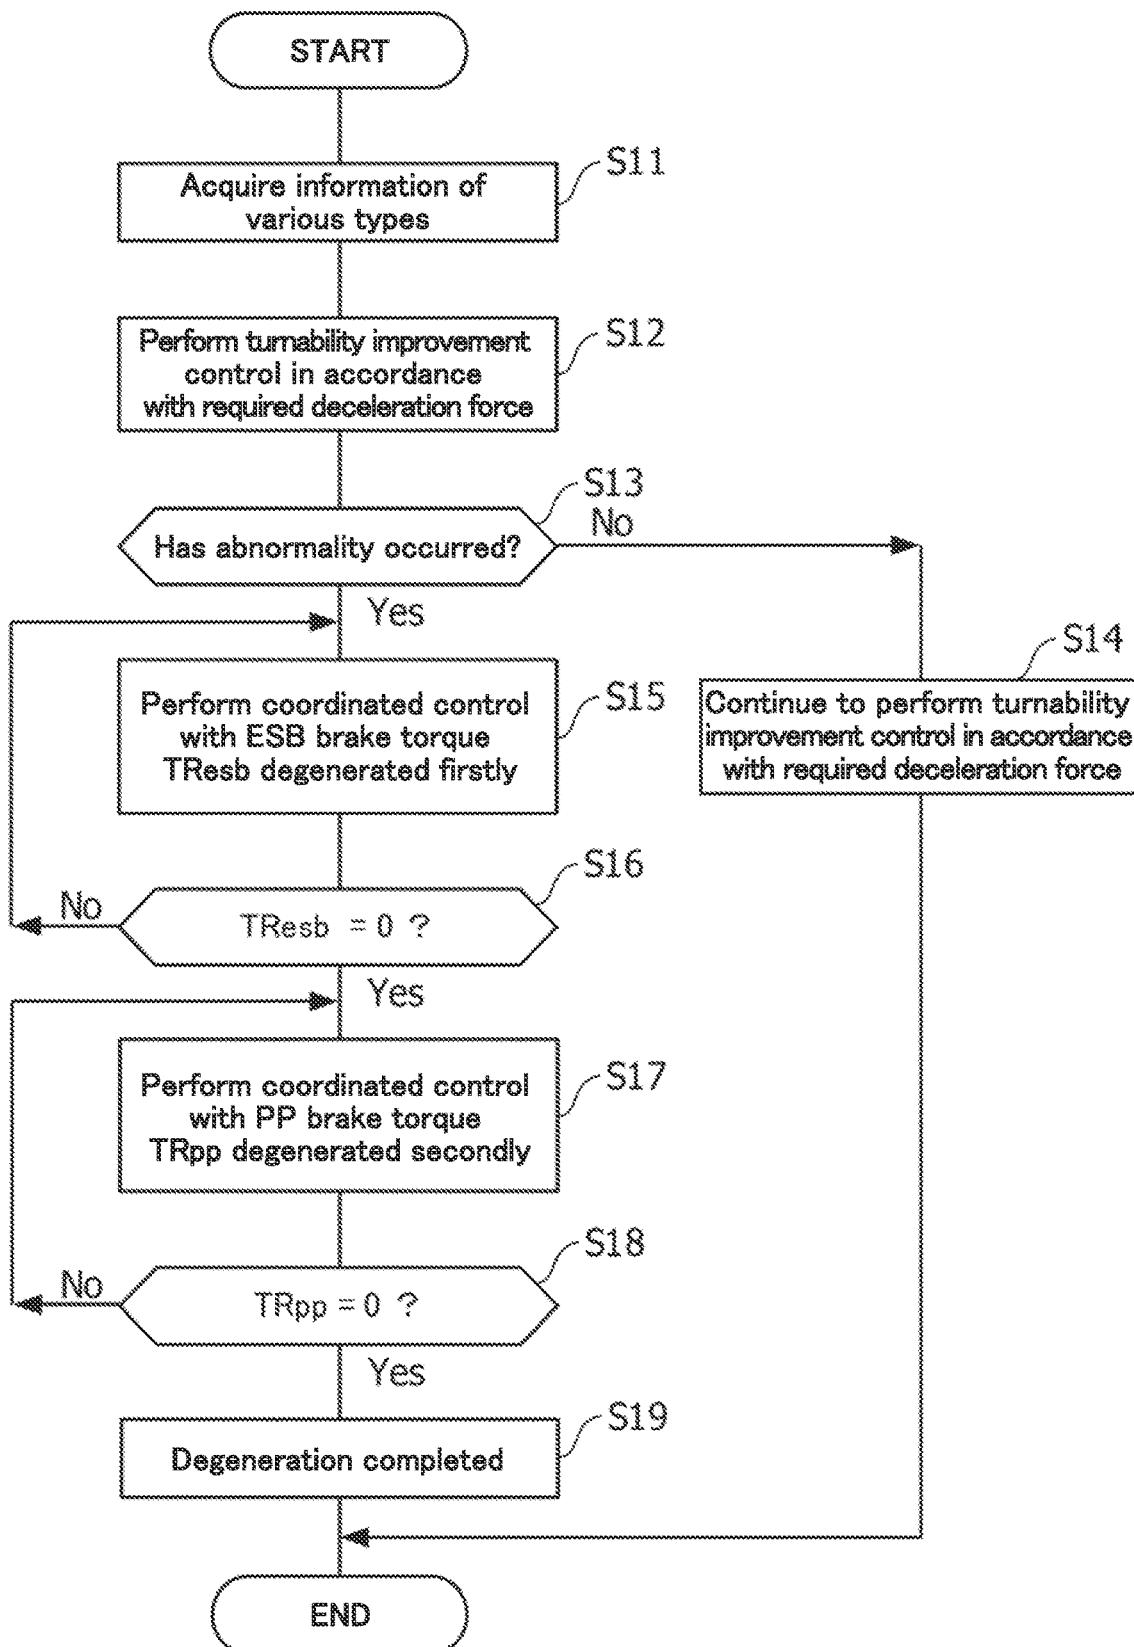 START
S11
Acquire information of
various types
S12
Perform turnability improvement
control in accordance
with required deceleration force
S13
Has abnormality occurred?
No
Yes
S14
Continue to perform turnability
improvement control in accordance
with required deceleration force
S15
Perform coordinated control
with ESB brake torque
TResb degenerated firstly
S16
TResb = 0 ?
No
Yes
S17
Perform coordinated control
with PP brake torque
TRpp degenerated secondly
S18
TRpp = 0 ?
No
Yes
S19
Degeneration completed
END